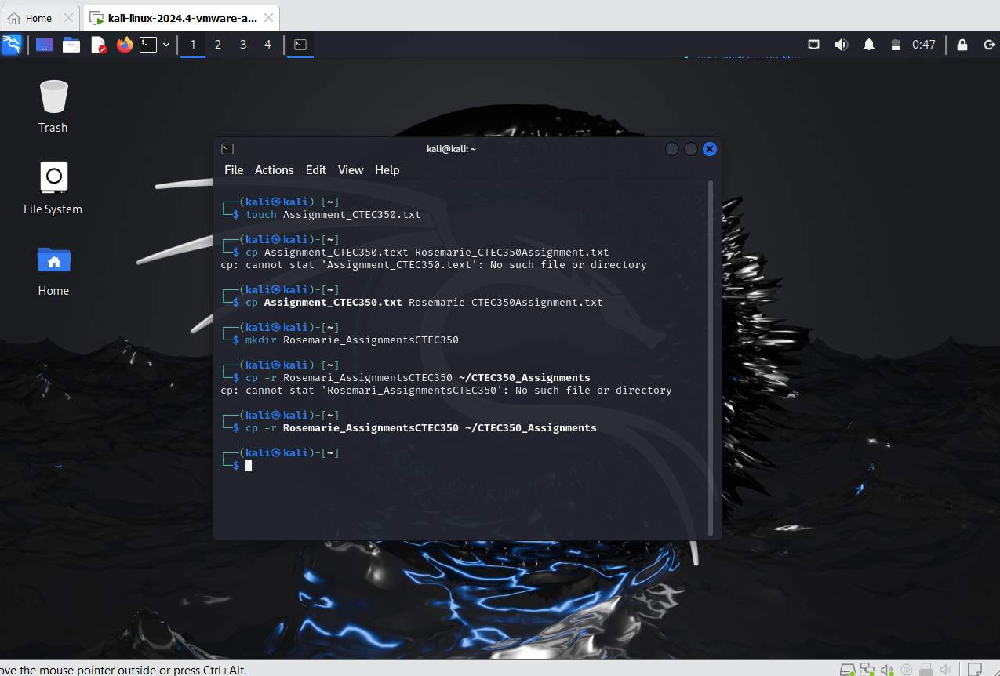 Home
kali-linux-2024.4-vmware-a...
1 2 3 4
0:47
Trash
File System
Home
kali@kali: ~
File Actions Edit View Help
┌──(kali㉿kali)-[~]
└─$ touch Assignment_CTEC350.txt
┌──(kali㉿kali)-[~]
└─$ cp Assignment_CTEC350.text Rosemarie_CTEC350Assignment.txt
cp: cannot stat 'Assignment_CTEC350.text': No such file or directory
┌──(kali㉿kali)-[~]
└─$ cp Assignment_CTEC350.txt Rosemarie_CTEC350Assignment.txt
┌──(kali㉿kali)-[~]
└─$ mkdir Rosemarie_AssignmentsCTEC350
┌──(kali㉿kali)-[~]
└─$ cp -r Rosemari_AssignmentsCTEC350 ~/CTEC350_Assignments
cp: cannot stat 'Rosemari_AssignmentsCTEC350': No such file or directory
┌──(kali㉿kali)-[~]
└─$ cp -r Rosemarie_AssignmentsCTEC350 ~/CTEC350_Assignments
┌──(kali㉿kali)-[~]
└─$
ove the mouse pointer outside or press Ctrl+Alt.